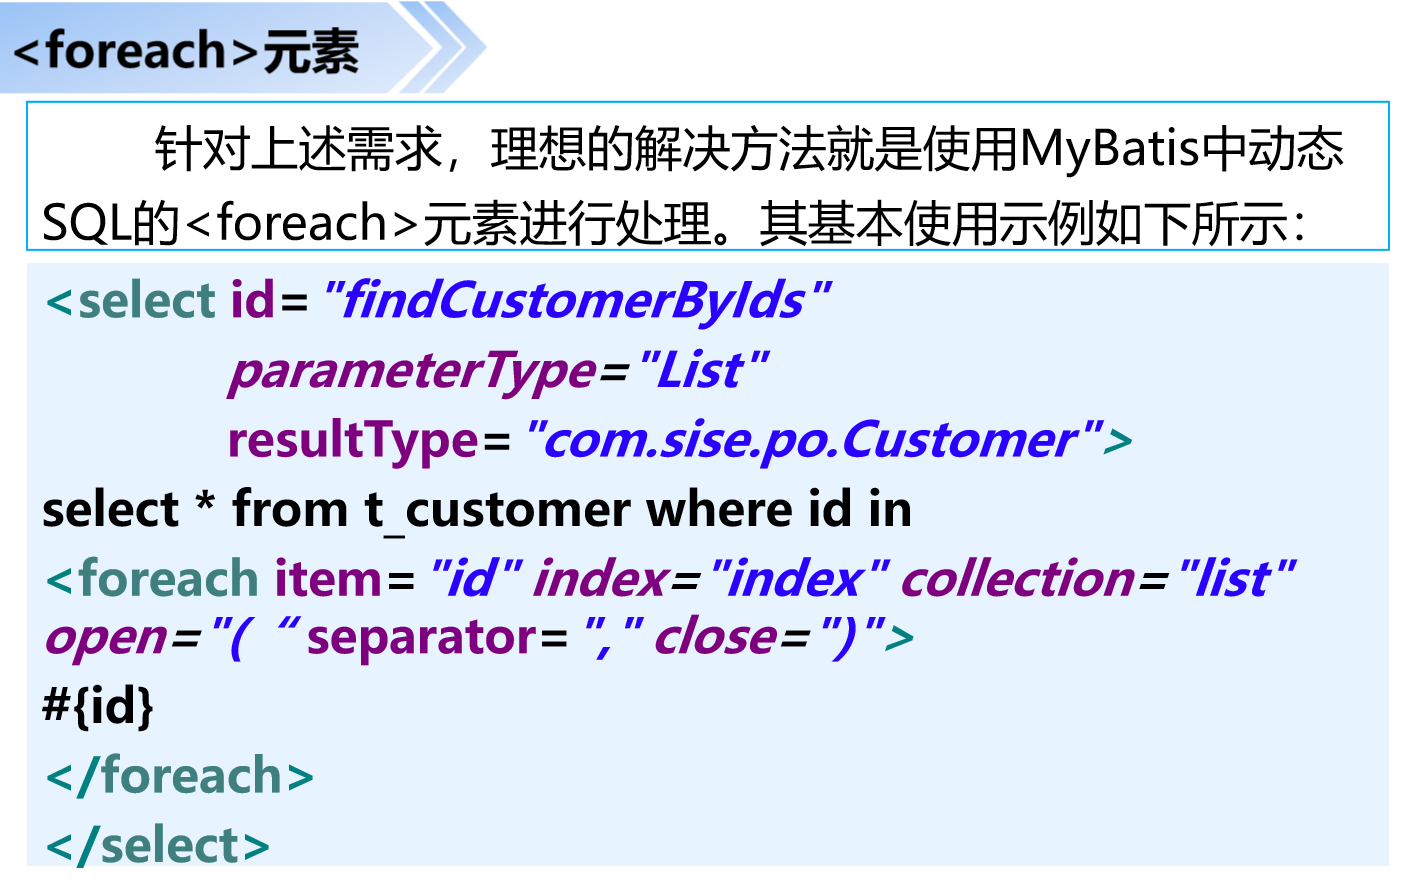 <foreach>元素
针对上述需求，理想的解决方法就是使用MyBatis中动态
SQL的<foreach>元素进行处理。其基本使用示例如下所示：
<select id="findCustomerByIds"
parameterType="List"
resultType="com.sise.po.Customer">
select * from t_customer where id in
<foreach item="id" index="index" collection="list"
open="(“ separator="," close=")">
#{id}
</foreach>
</select>